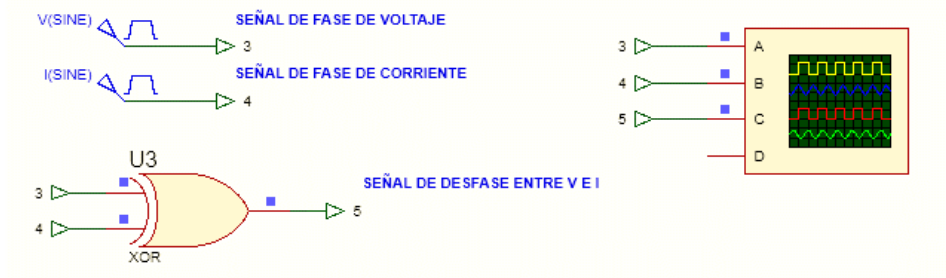 V(SINE)
SEÑAL DE FASE DE VOLTAJE
3
I(SINE)
SEÑAL DE FASE DE CORRIENTE
4
3
A
4
B
5
C
D
U3
3
4
XOR
SEÑAL DE DESFASE ENTRE V E I
5